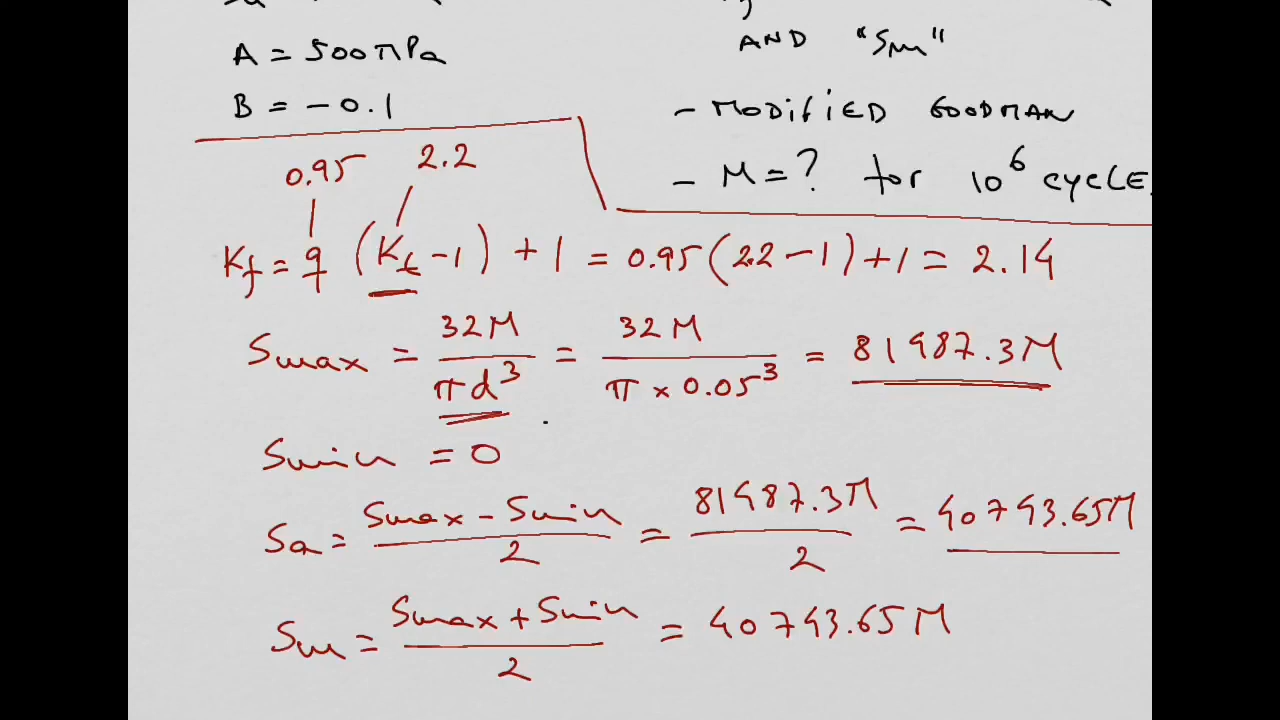 A = 500 MPa
B = -0.1
AND "Sm"
- MODIFIED GOODMAN
- M = ? for 10^6 CYCLE
0.95 2.2
Kf = q (Kt - 1) + 1 = 0.95 (2.2 - 1) + 1 = 2.14
Smax = 32M / πd^3 = 32M / π × 0.05^3 = 81487.3M
Smin = 0
Sa = Smax - Smin / 2 = 81487.3M / 2 = 40743.65M
Sm = Smax + Smin / 2 = 40743.65M